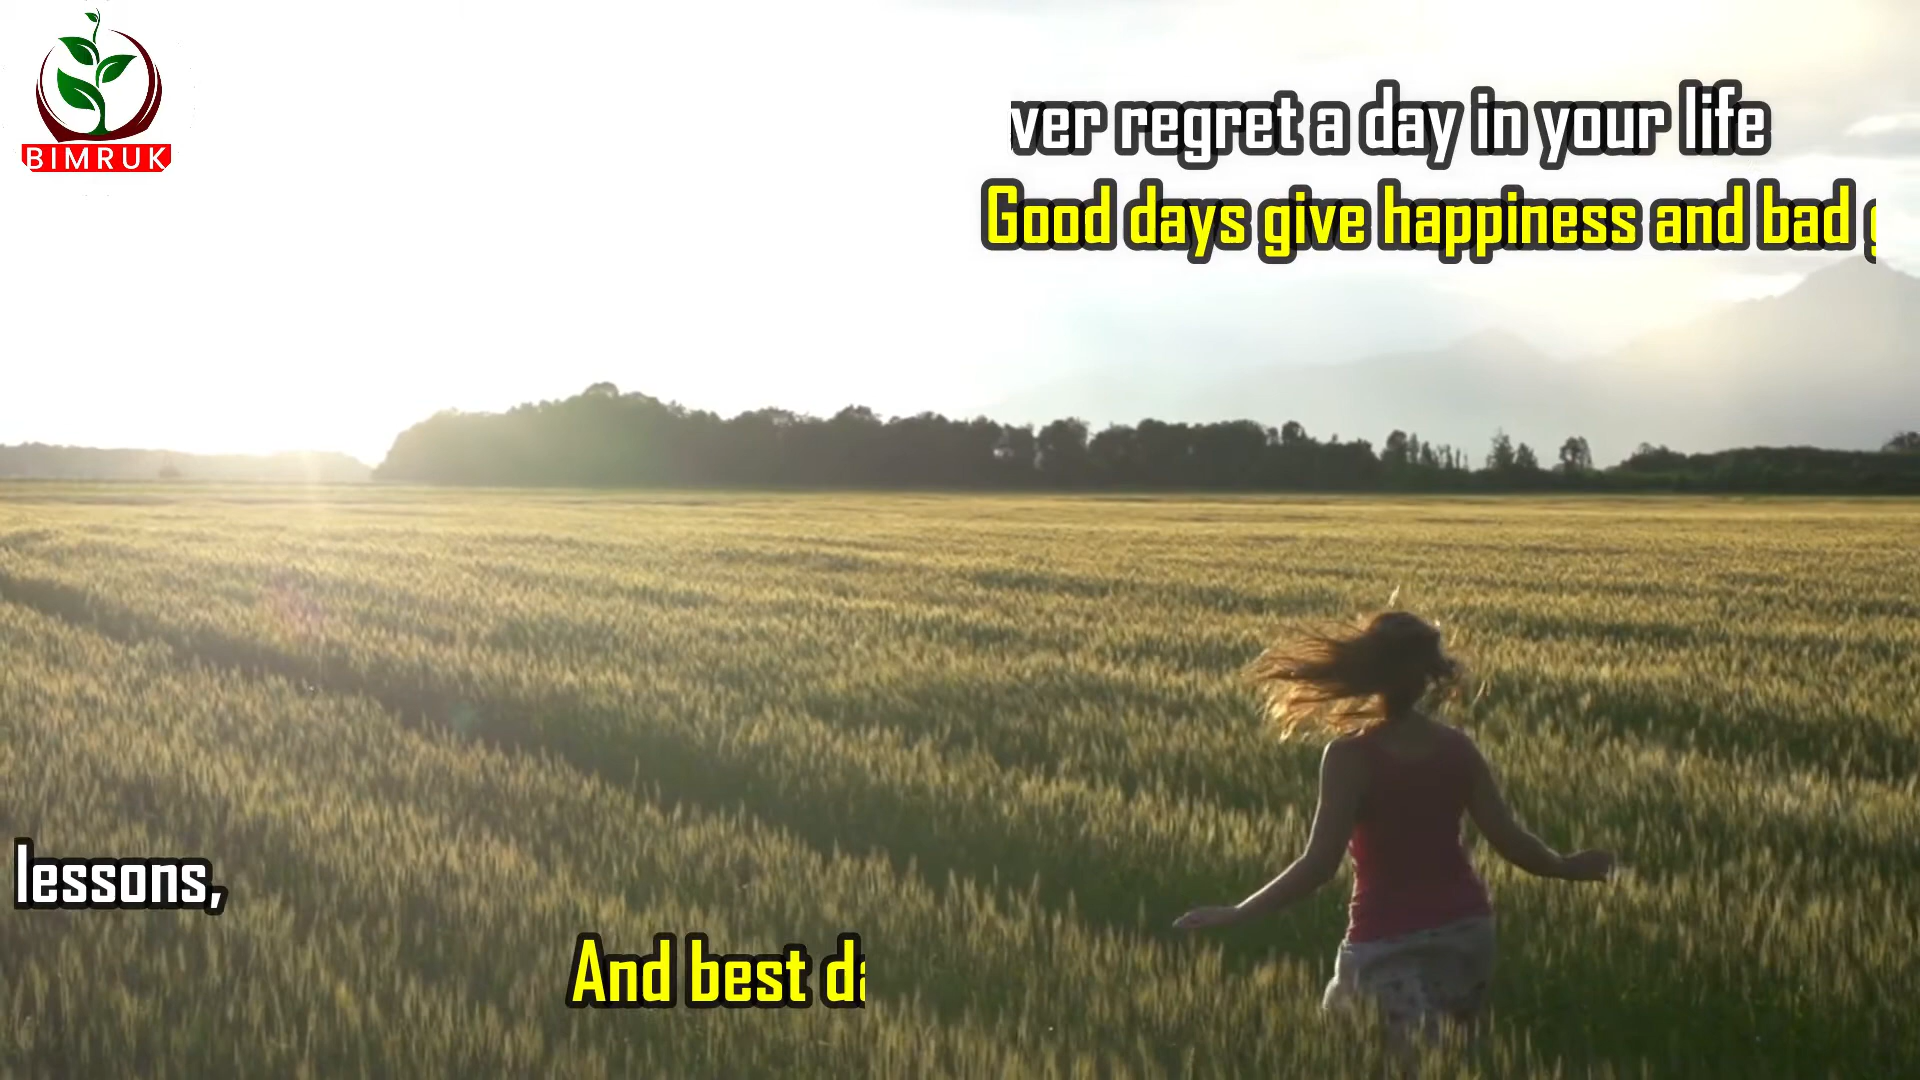 BIMRUK
ver regret a day in your life
Good days give happiness and bad
lessons,
And best